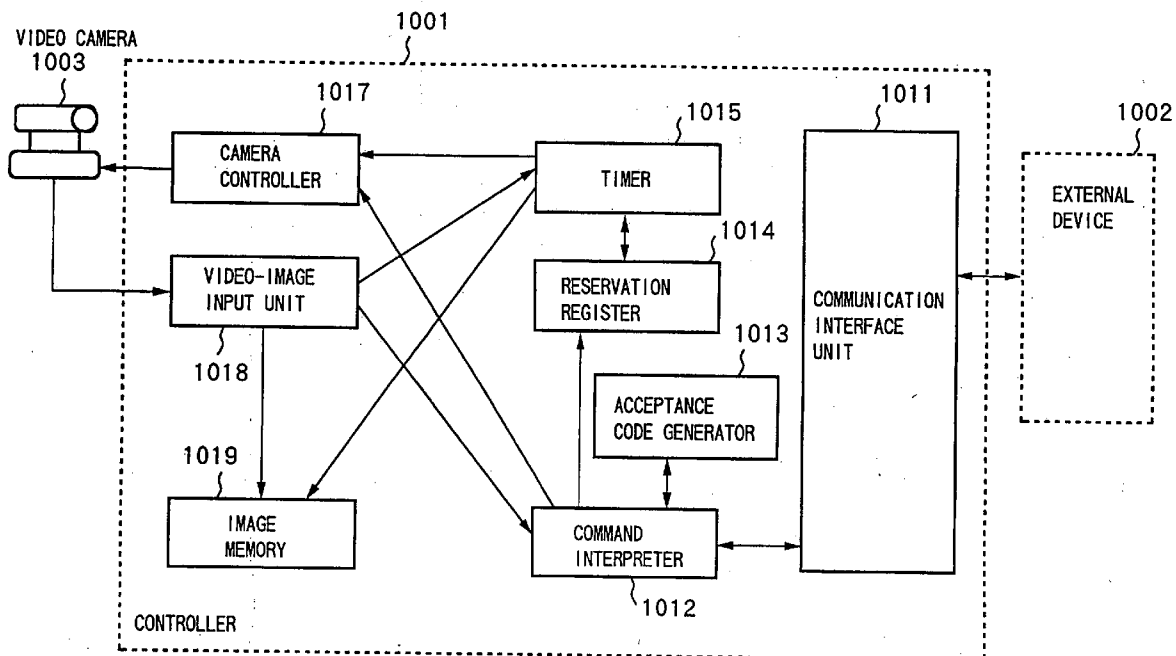 1001
VIDEO CAMERA
1003
1017
1015
1011
1002
CAMERA
CONTROLLER
TIMER
EXTERNAL
DEVICE
1014
VIDEO-IMAGE
INPUT UNIT
RESERVATION
REGISTER
COMMUNICATION
INTERFACE
UNIT
1018
1013
ACCEPTANCE
CODE GENERATOR
1019
IMAGE
MEMORY
COMMAND
INTERPRETER
1012
CONTROLLER